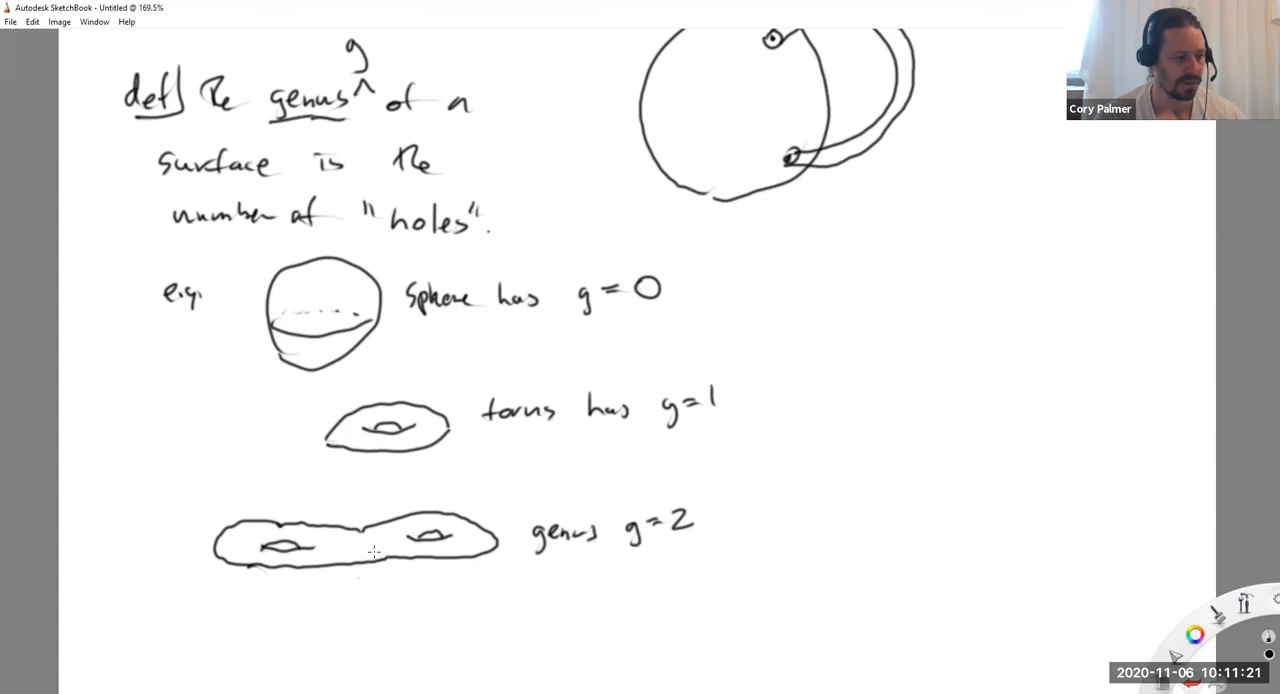 Autodesk SketchBook - Untitled @ 169.5%
File Edit Image Window Help
Cory Palmer
g
def) The genus ^ of a
surface is the
number of "holes".
e.g. Sphere has g = 0
torus has g=1
genus g=2
2020-11-06 10:11:21